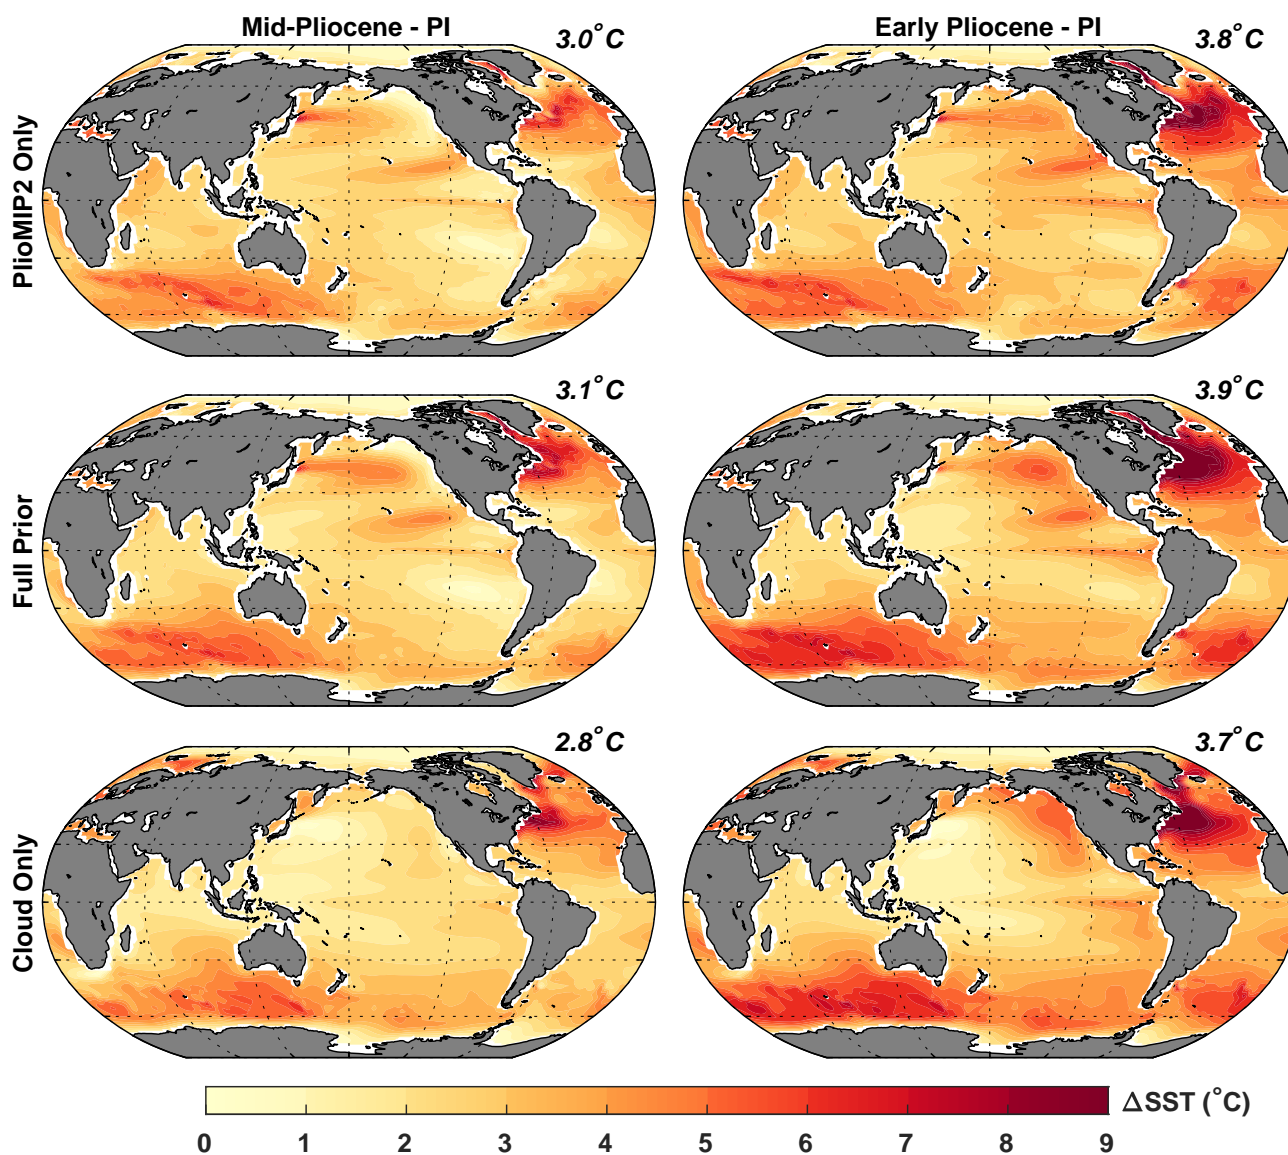 Mid-Pliocene - PI
3.0°C
Early Pliocene - PI
3.8°C
PlioMIP2 Only
3.1°C
3.9°C
Full Prior
2.8°C
3.7°C
Cloud Only
ΔSST (°C)
0 1 2 3 4 5 6 7 8 9